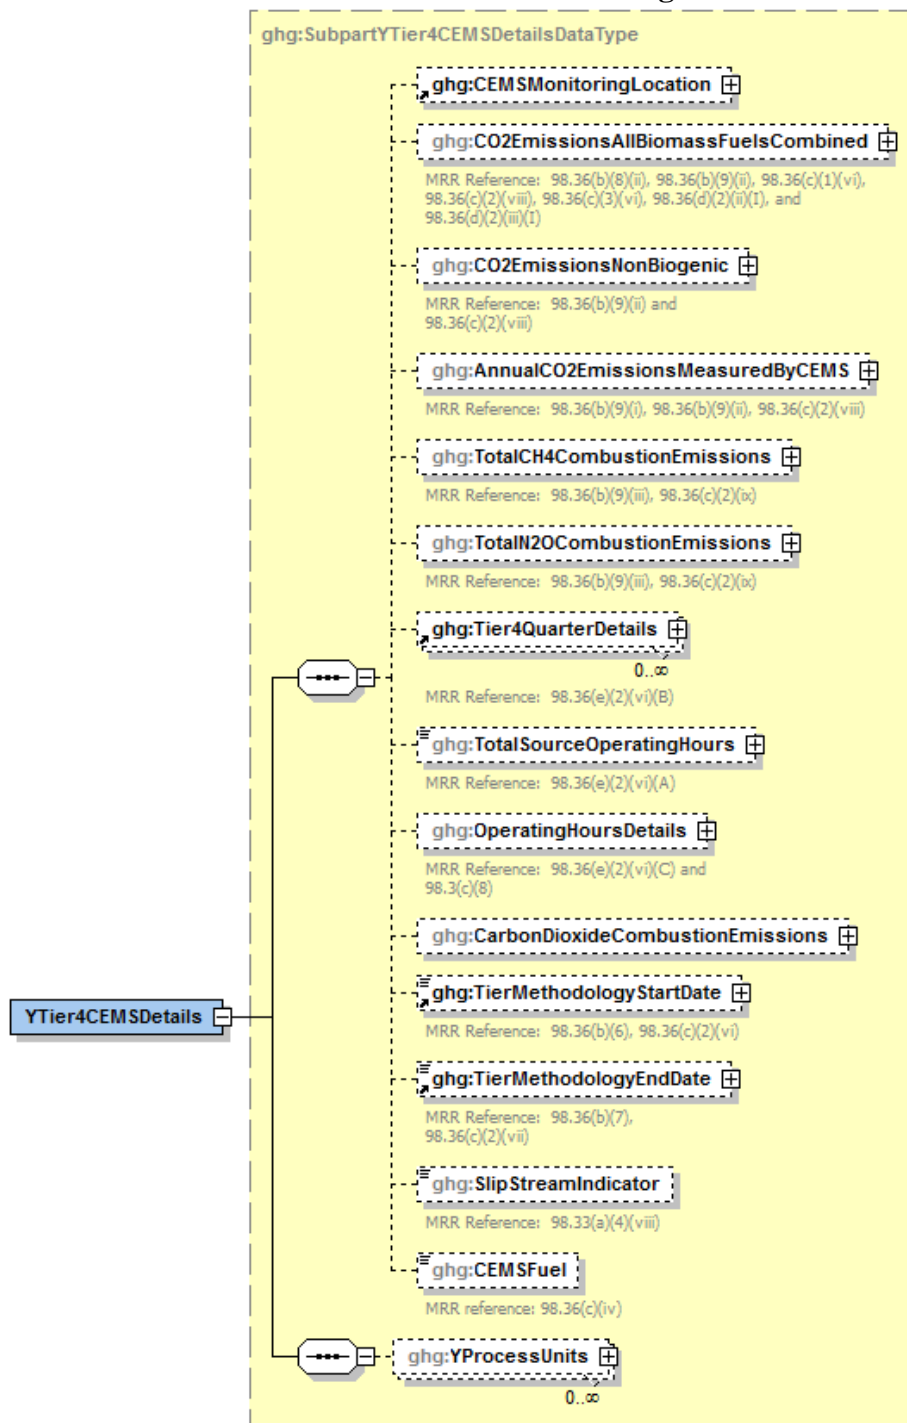 ghg:SubpartYTier4CEMSDetailsDataType
ghg:CEMSMonitoringLocation
ghg:CO2EmissionsAllBiomassFuelsCombined
MRR Reference: 98.36(b)(8)(ii), 98.36(b)(9)(ii), 98.36(c)(1)(vi),
98.36(c)(2)(viii), 98.36(c)(3)(vi), 98.36(d)(2)(ii)(I), and
98.36(d)(2)(iii)(I)
ghg:CO2EmissionsNonBiogenic
MRR Reference: 98.36(b)(9)(ii) and
98.36(c)(2)(viii)
ghg:AnnualCO2EmissionsMeasuredByCEMS
MRR Reference: 98.36(b)(9)(i), 98.36(b)(9)(ii), 98.36(c)(2)(viii)
ghg:TotalCH4CombustionEmissions
MRR Reference: 98.36(b)(9)(iii), 98.36(c)(2)(ix)
ghg:TotalN2OCombustionEmissions
MRR Reference: 98.36(b)(9)(iii), 98.36(c)(2)(ix)
ghg:Tier4QuarterDetails
0..∞
MRR Reference: 98.36(e)(2)(vi)(B)
ghg:TotalSourceOperatingHours
MRR Reference: 98.36(e)(2)(vi)(A)
ghg:OperatingHoursDetails
MRR Reference: 98.36(e)(2)(vi)(C) and
98.3(c)(8)
ghg:CarbonDioxideCombustionEmissions
YTier4CEMSDetails
ghg:TierMethodologyStartDate
MRR Reference: 98.36(b)(6), 98.36(c)(2)(vi)
ghg:TierMethodologyEndDate
MRR Reference: 98.36(b)(7),
98.36(c)(2)(vii)
ghg:SlipStreamIndicator
MRR Reference: 98.33(a)(4)(viii)
ghg:CEMSFuel
MRR reference: 98.36(c)(iv)
ghg:YProcessUnits
0..∞